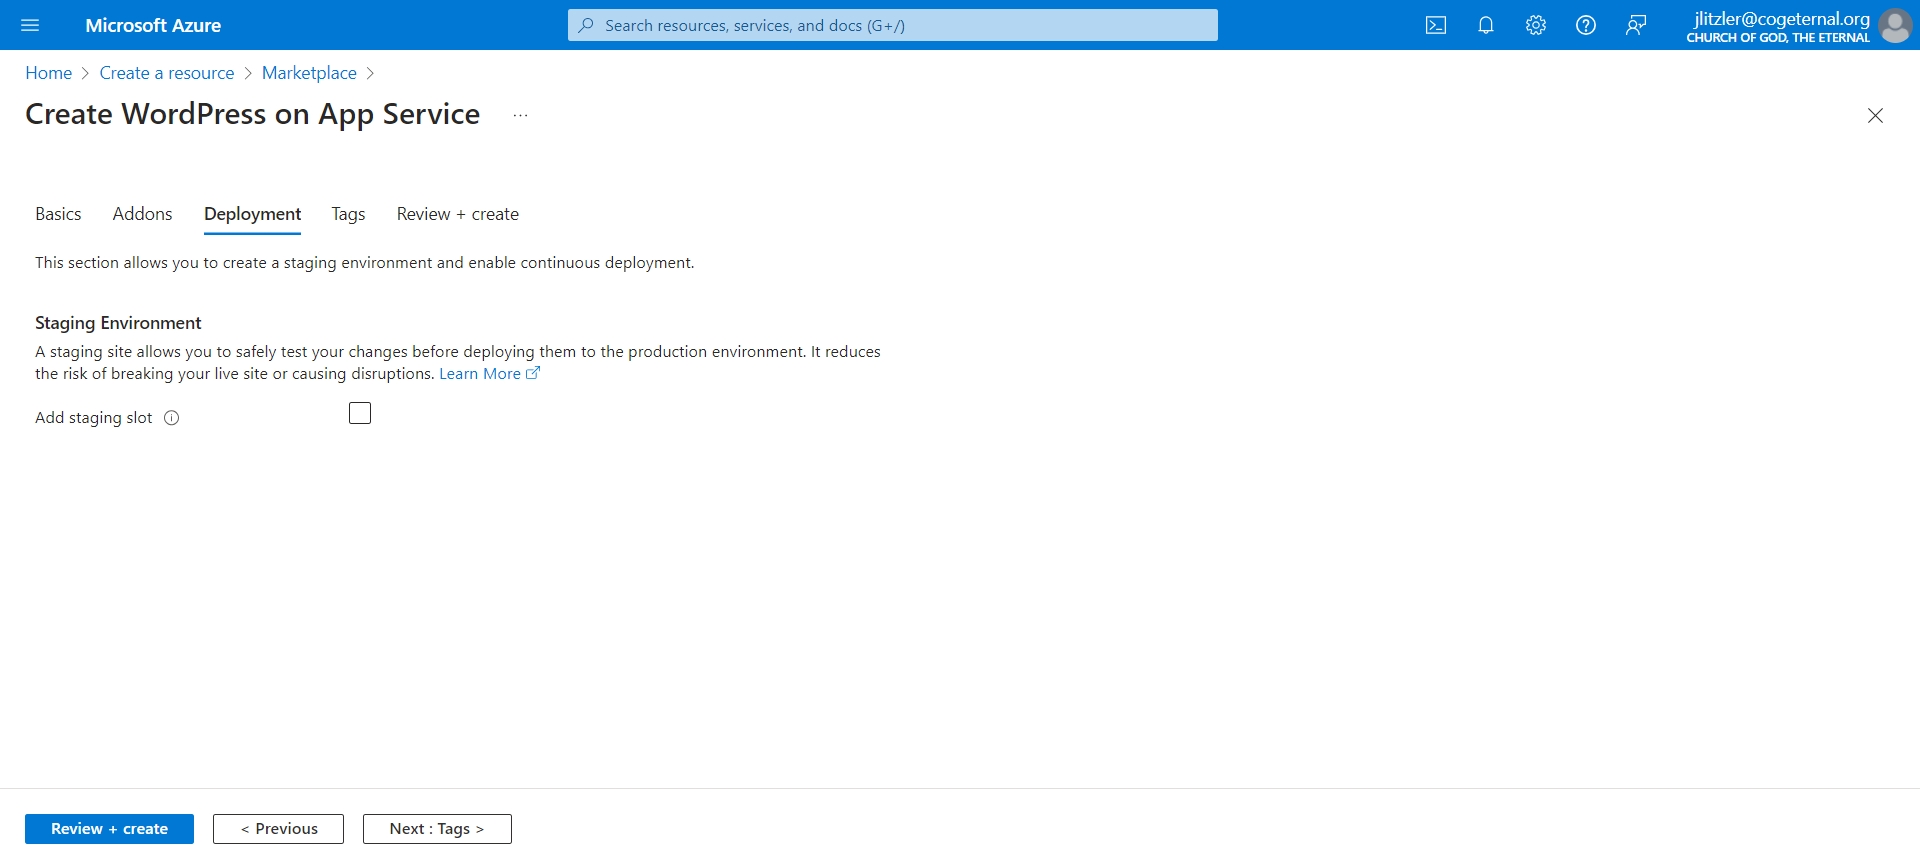 Microsoft Azure
Search resources, services, and docs (G+/)
jlitzler@cogeternal.org
CHURCH OF GOD, THE ETERNAL
Home > Create a resource > Marketplace >
Create WordPress on App Service ...
Basics Addons Deployment Tags Review + create
This section allows you to create a staging environment and enable continuous deployment.
Staging Environment
A staging site allows you to safely test your changes before deploying them to the production environment. It reduces
the risk of breaking your live site or causing disruptions. Learn More
Add staging slot
Review + create
< Previous
Next : Tags >